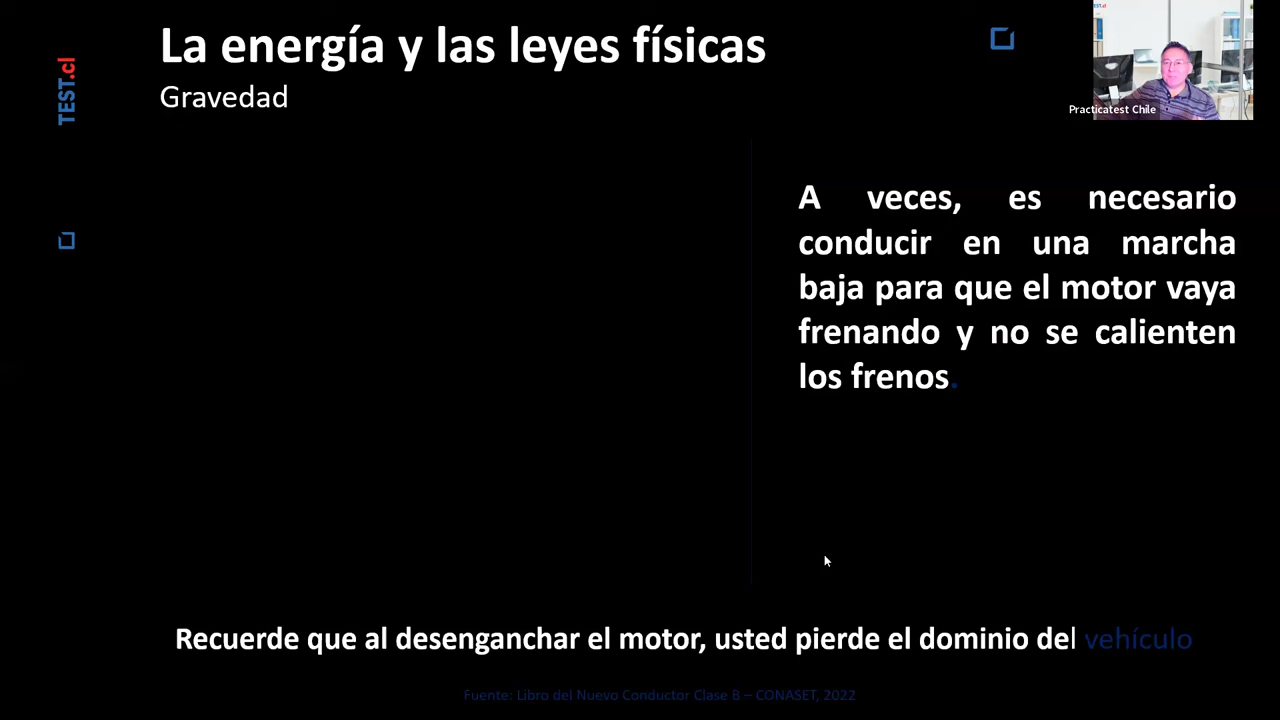 La energía y las leyes físicas
Gravedad
TEST.cl
Practicatest Chile
A veces, es necesario
conducir en una marcha
baja para que el motor vaya
frenando y no se calienten
los frenos.
Recuerde que al desenganchar el motor, usted pierde el dominio del vehículo
Fuente: Libro del Nuevo Conductor Clase B – CONASET, 2022